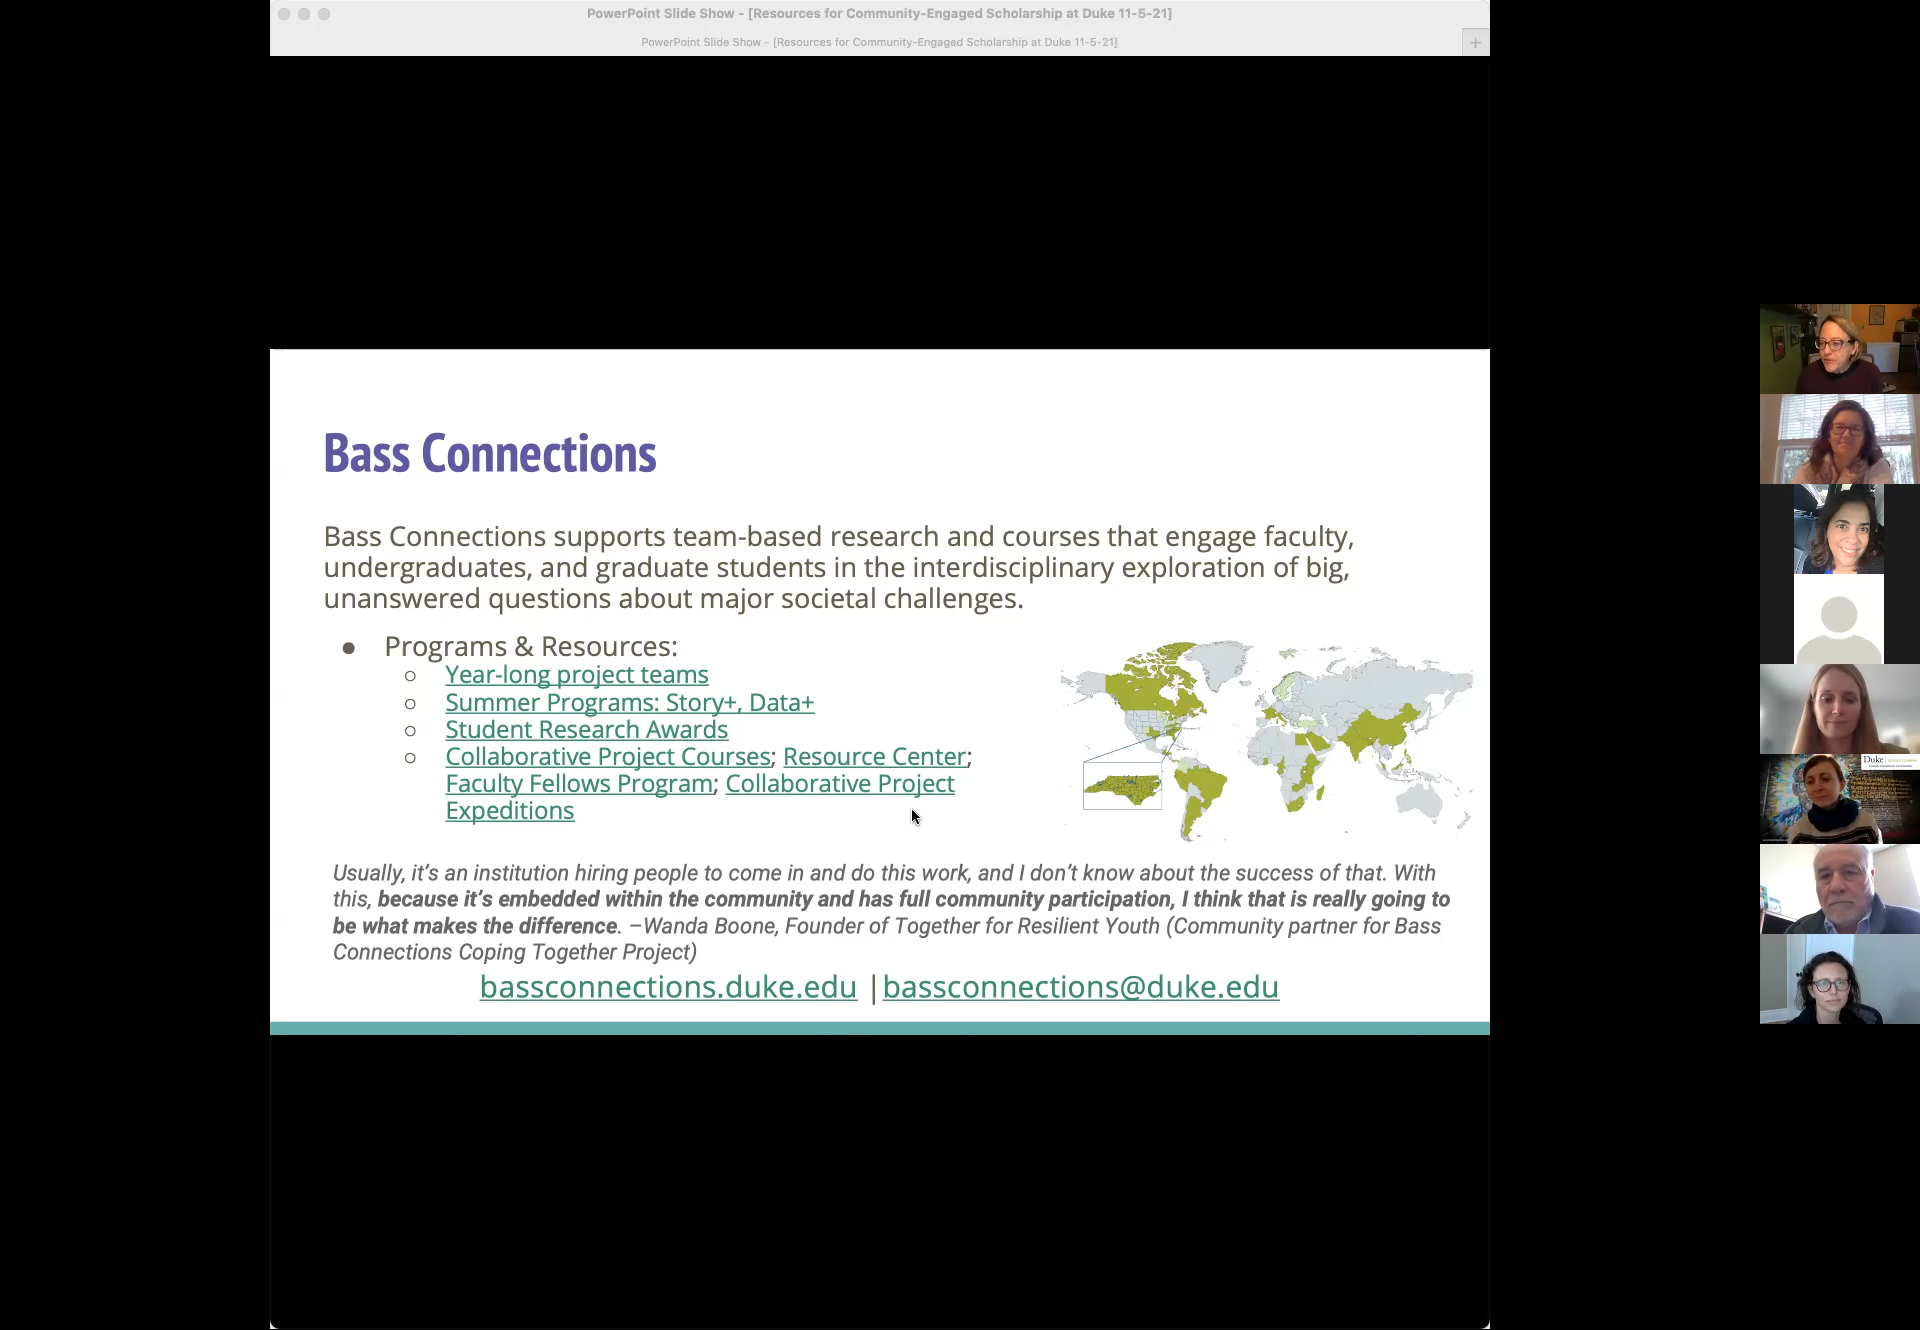 PowerPoint Slide Show - [Resources for Community-Engaged Scholarship at Duke 11-5-21]
PowerPoint Slide Show - [Resources for Community-Engaged Scholarship at Duke 11-5-21]
Bass Connections
Bass Connections supports team-based research and courses that engage faculty,
undergraduates, and graduate students in the interdisciplinary exploration of big,
unanswered questions about major societal challenges.
● Programs & Resources:
○ Year-long project teams
○ Summer Programs: Story+, Data+
○ Student Research Awards
○ Collaborative Project Courses; Resource Center;
Faculty Fellows Program; Collaborative Project
Expeditions
Usually, it’s an institution hiring people to come in and do this work, and I don’t know about the success of that. With
this, because it’s embedded within the community and has full community participation, I think that is really going to
be what makes the difference. –Wanda Boone, Founder of Together for Resilient Youth (Community partner for Bass
Connections Coping Together Project)
bassconnections.duke.edu | bassconnections@duke.edu
Duke